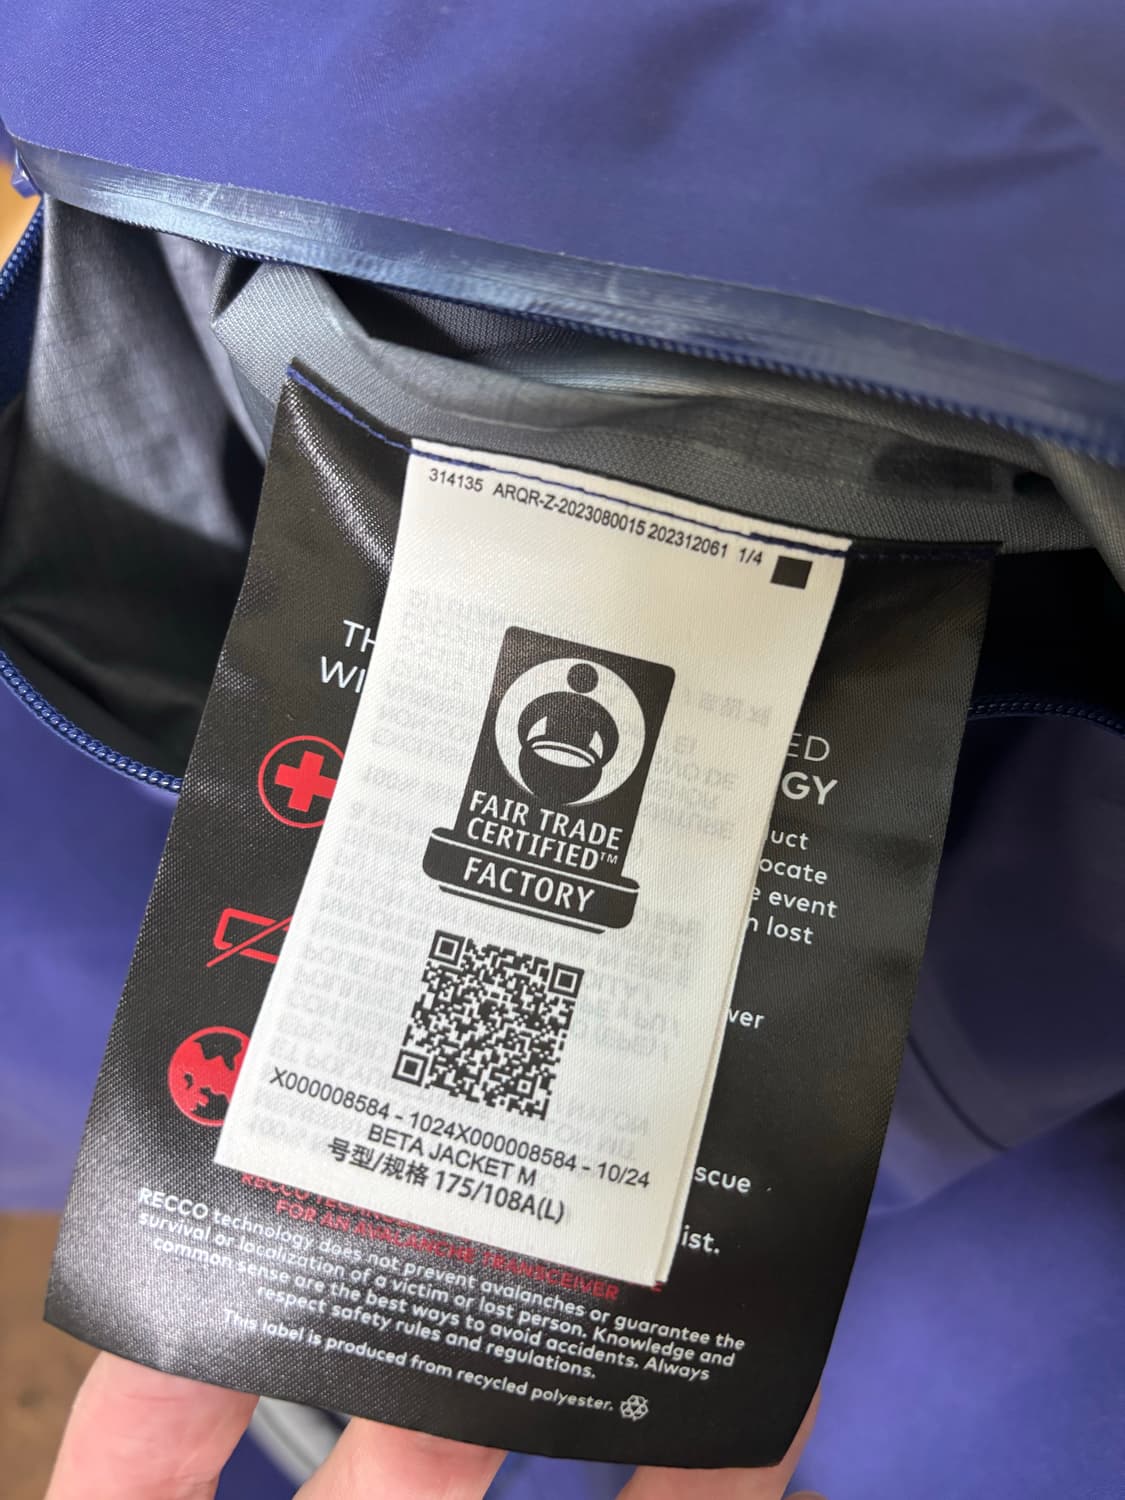 314135 ARQR-Z-2023080015 202312061 1/4
FAIR TRADE
CERTIFIED™
FACTORY
X000008584 - 1024X000008584 - 10/24
BETA JACKET M
号型/规格 175/108A(L)
ED
GY
uct
ocate
e event
n lost
ver
scue
ist.
RECCO
FOR AN AVALANCHE TRANSCEIVER
RECCO technology does not prevent avalanches or guarantee the
survival or localization of a victim or lost person. Knowledge and
common sense are the best ways to avoid accidents. Always
respect safety rules and regulations.
This label is produced from recycled polyester.